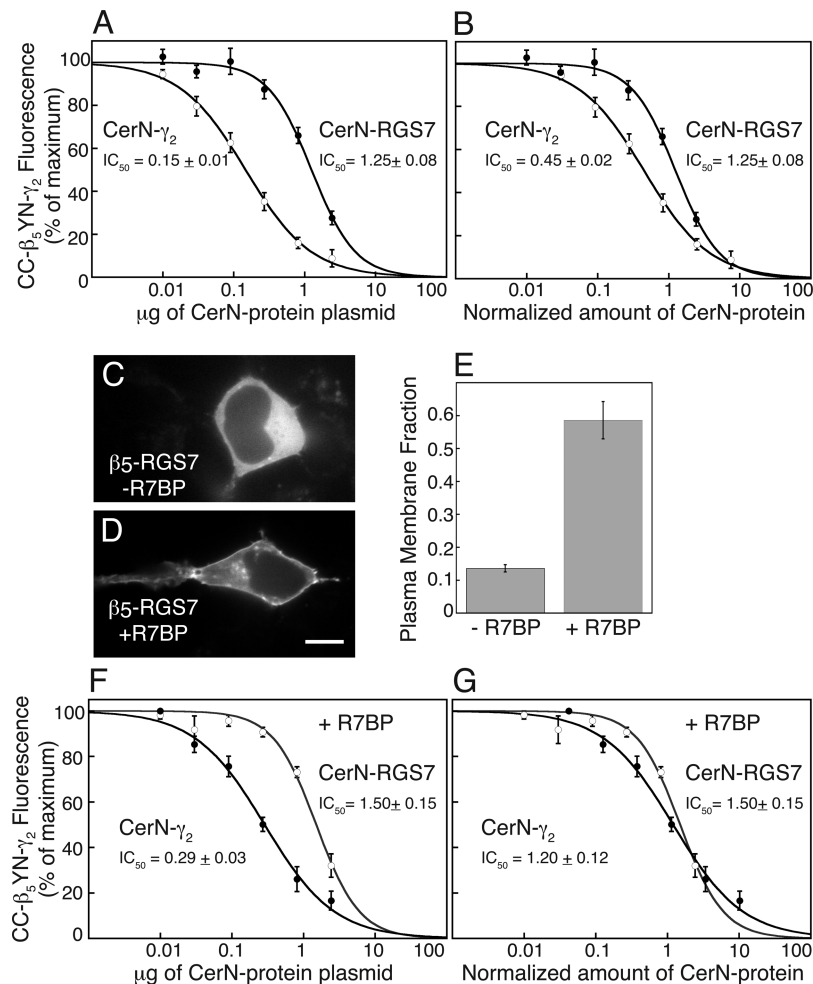 A
CC-β5YN-γ2 Fluorescence
(% of maximum)
100
80
60
40
20
0
CerN-γ2
IC50 = 0.15 ± 0.01
CerN-RGS7
IC50= 1.25± 0.08
0.01 0.1 1 10 100
μg of CerN-protein plasmid
B
CerN-γ2
IC50 = 0.45 ± 0.02
CerN-RGS7
IC50= 1.25± 0.08
0.01 0.1 1 10 100
Normalized amount of CerN-protein
C
β5-RGS7
-R7BP
D
β5-RGS7
+R7BP
E
Plasma Membrane Fraction
0.6
0.5
0.4
0.3
0.2
0.1
0
- R7BP + R7BP
F
CC-β5YN-γ2 Fluorescence
(% of maximum)
100
80
60
40
20
0
+ R7BP
CerN-RGS7
IC50= 1.50± 0.15
CerN-γ2
IC50 = 0.29 ± 0.03
0.01 0.1 1 10 100
μg of CerN-protein plasmid
G
+ R7BP
CerN-RGS7
IC50= 1.50± 0.15
CerN-γ2
IC50 = 1.20 ± 0.12
0.01 0.1 1 10 100
Normalized amount of CerN-protein